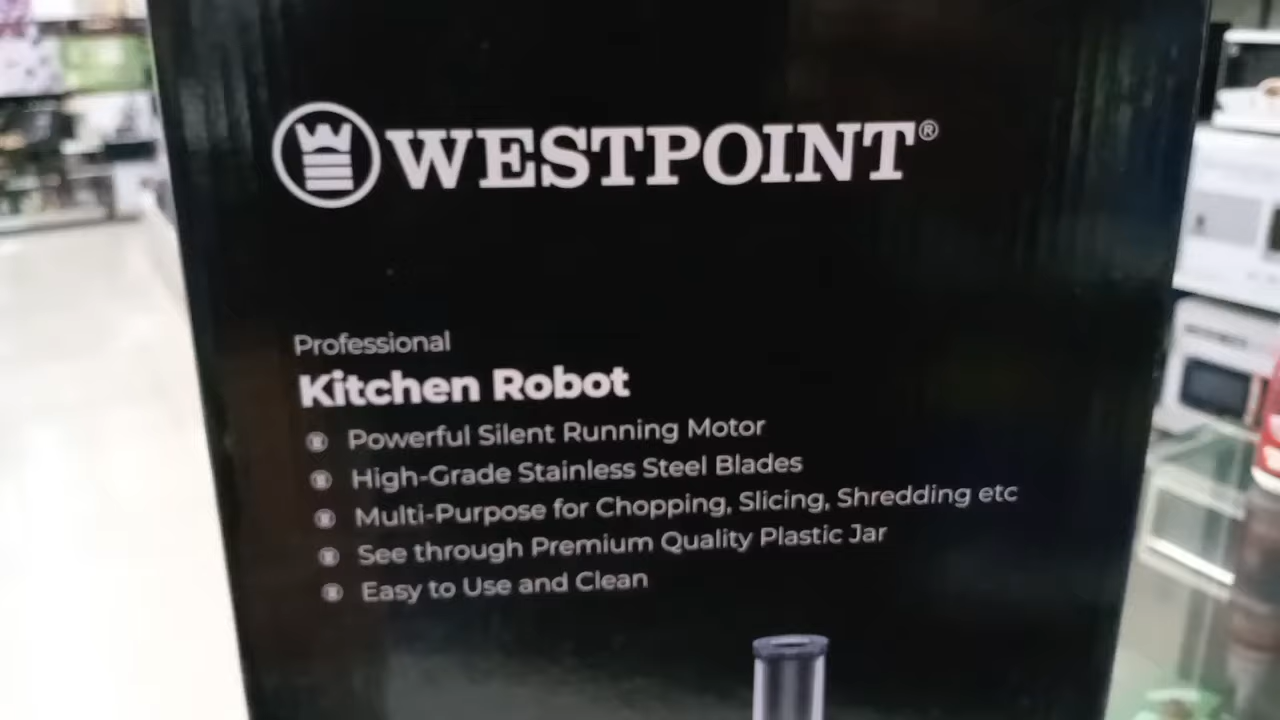 WESTPOINT®
Professional
Kitchen Robot
Powerful Silent Running Motor
High-Grade Stainless Steel Blades
Multi-Purpose for Chopping, Slicing, Shredding etc
See through Premium Quality Plastic Jar
Easy to Use and Clean